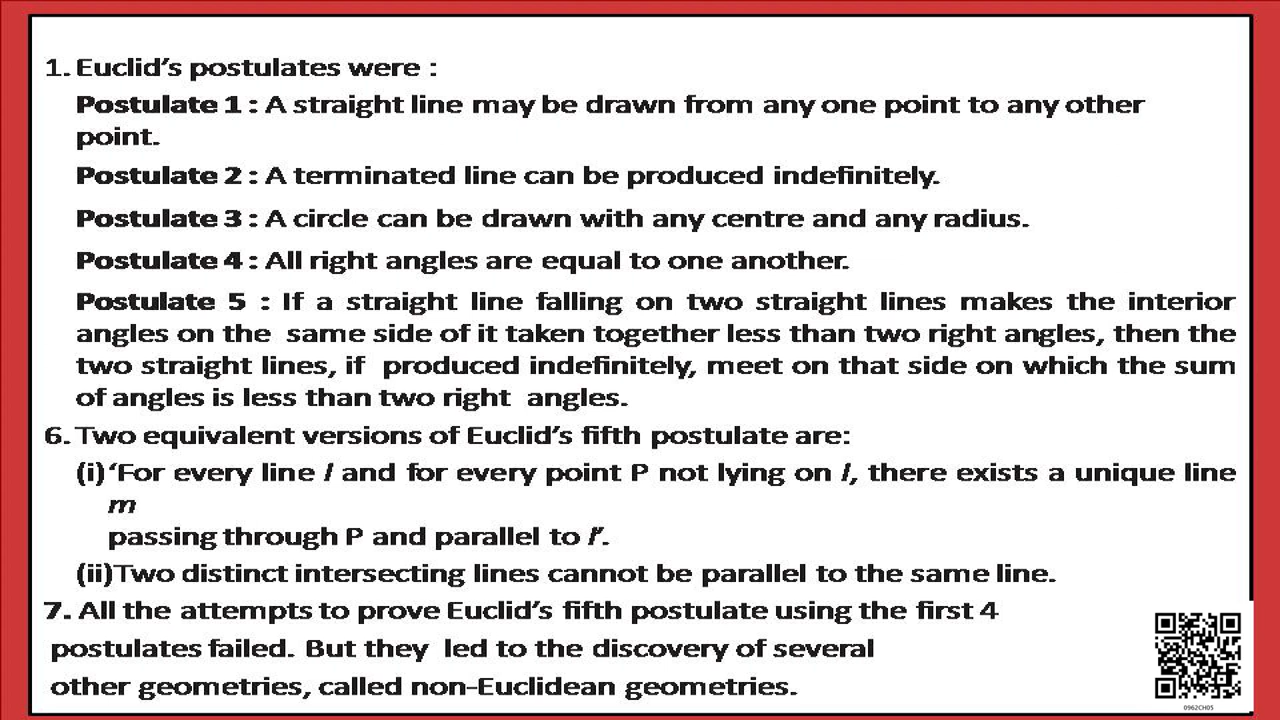 1. Euclid's postulates were :
Postulate 1 : A straight line may be drawn from any one point to any other
point.
Postulate 2 : A terminated line can be produced indefinitely.
Postulate 3 : A circle can be drawn with any centre and any radius.
Postulate 4 : All right angles are equal to one another.
Postulate 5 : If a straight line falling on two straight lines makes the interior
angles on the same side of it taken together less than two right angles, then the
two straight lines, if produced indefinitely, meet on that side on which the sum
of angles is less than two right angles.
6. Two equivalent versions of Euclid's fifth postulate are:
(i) ‘For every line l and for every point P not lying on l, there exists a unique line
m
passing through P and parallel to l’.
(ii)Two distinct intersecting lines cannot be parallel to the same line.
7. All the attempts to prove Euclid's fifth postulate using the first 4
postulates failed. But they led to the discovery of several
other geometries, called non-Euclidean geometries.
0962CH05